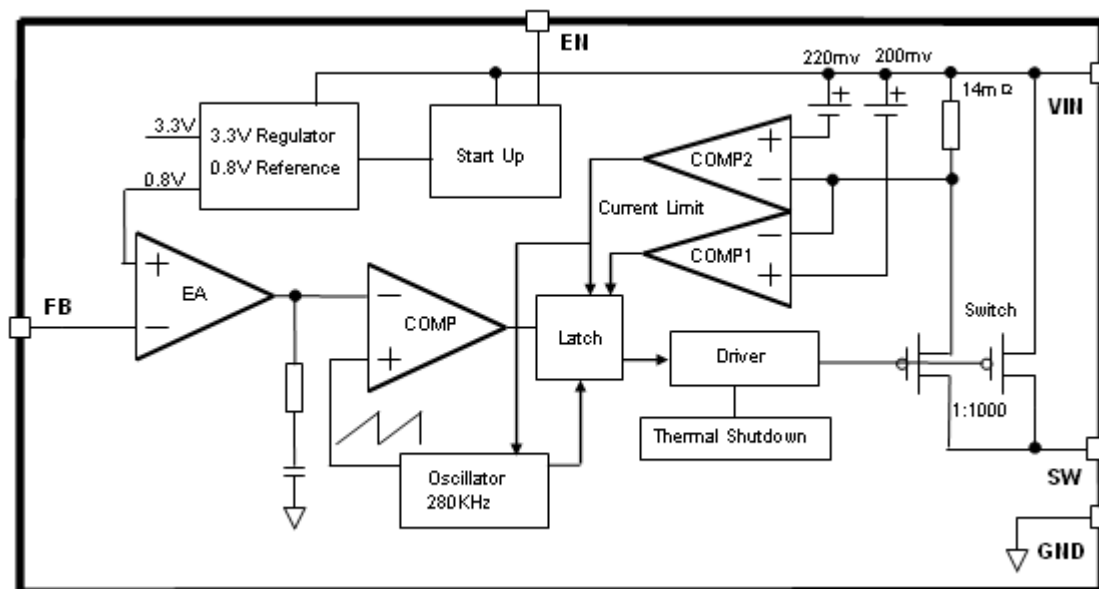 EN
220mv 200mv
14mΩ
VIN
3.3V
3.3V Regulator
0.8V Reference
0.8V
Start Up
+
COMP2
−
Current Limit
−
COMP1
+
+
EA
−
FB
−
COMP
+
Latch
Driver
Switch
1:1000
Thermal Shutdown
Oscillator
280KHz
SW
GND
+
+